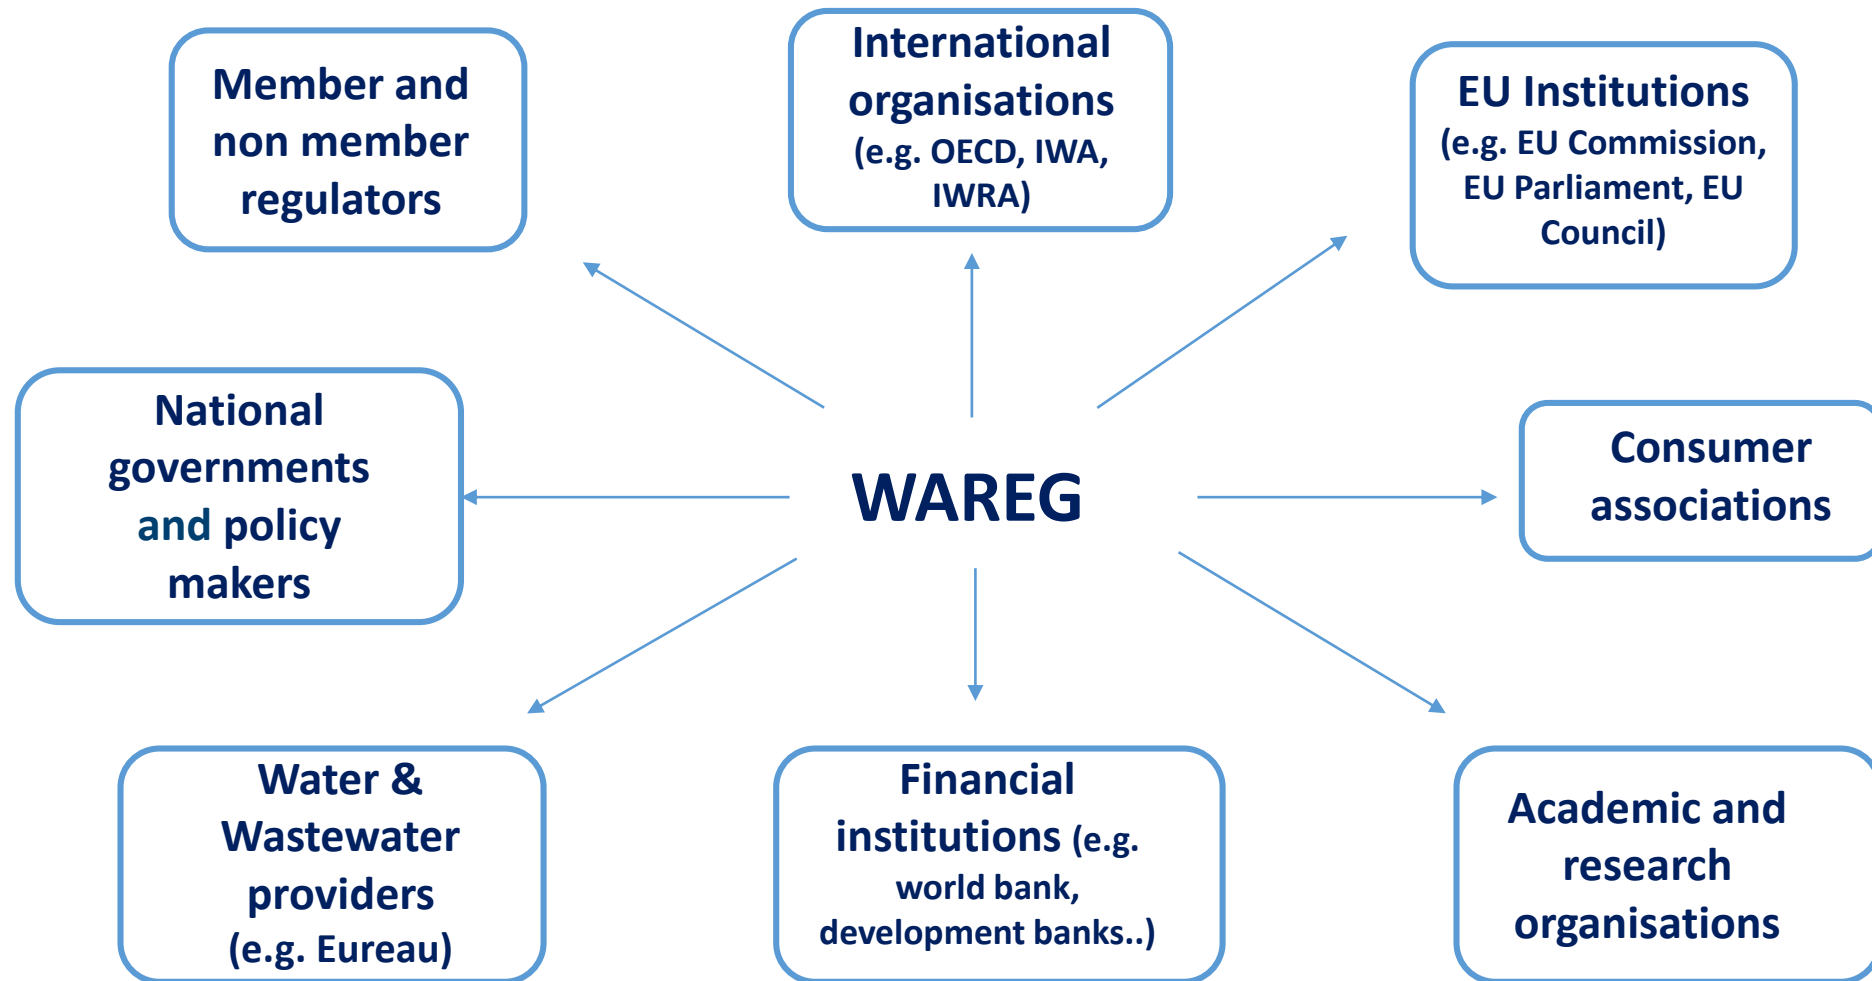 Member and
non member
regulators
International
organisations
(e.g. OECD, IWA,
IWRA)
EU Institutions
(e.g. EU Commission,
EU Parliament, EU
Council)
National
governments
and policy
makers
WAREG
Consumer
associations
Water &
Wastewater
providers
(e.g. Eureau)
Financial
institutions (e.g.
world bank,
development banks..)
Academic and
research
organisations